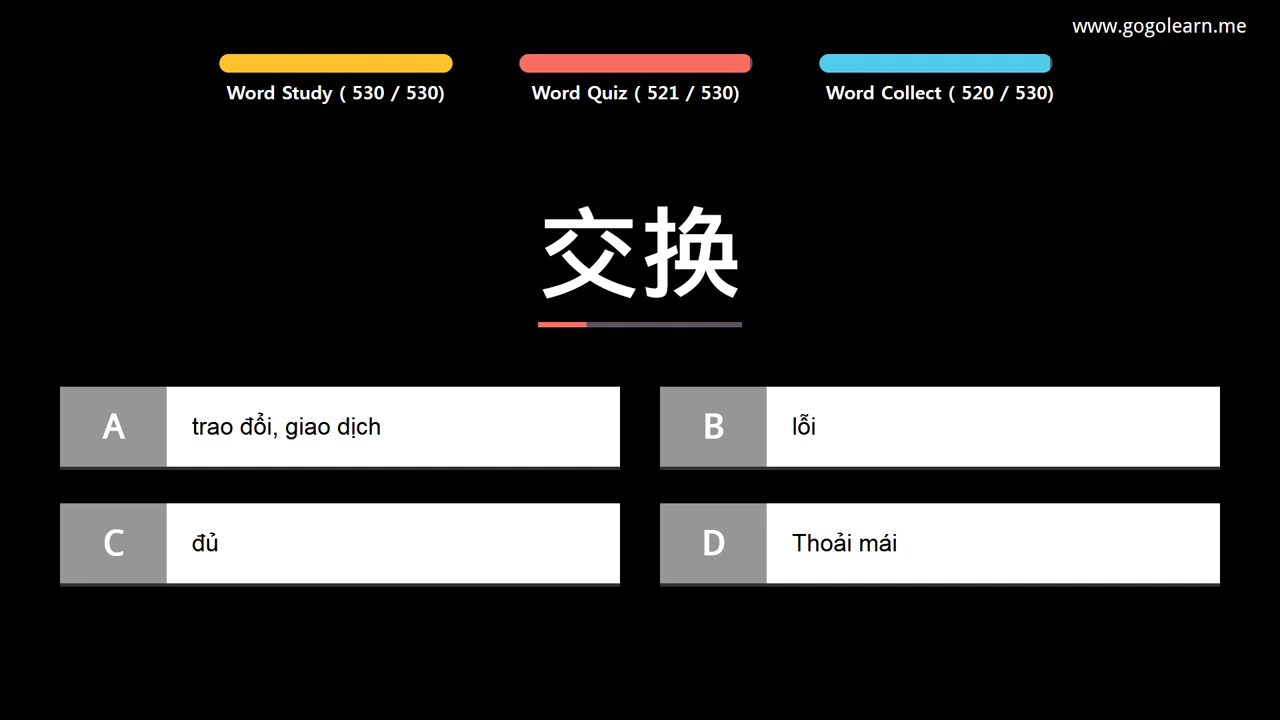 www.gogolearn.me
Word Study ( 530 / 530)
Word Quiz ( 521 / 530)
Word Collect ( 520 / 530)
交换
A
trao đổi, giao dịch
B
lỗi
C
đủ
D
Thoải mái